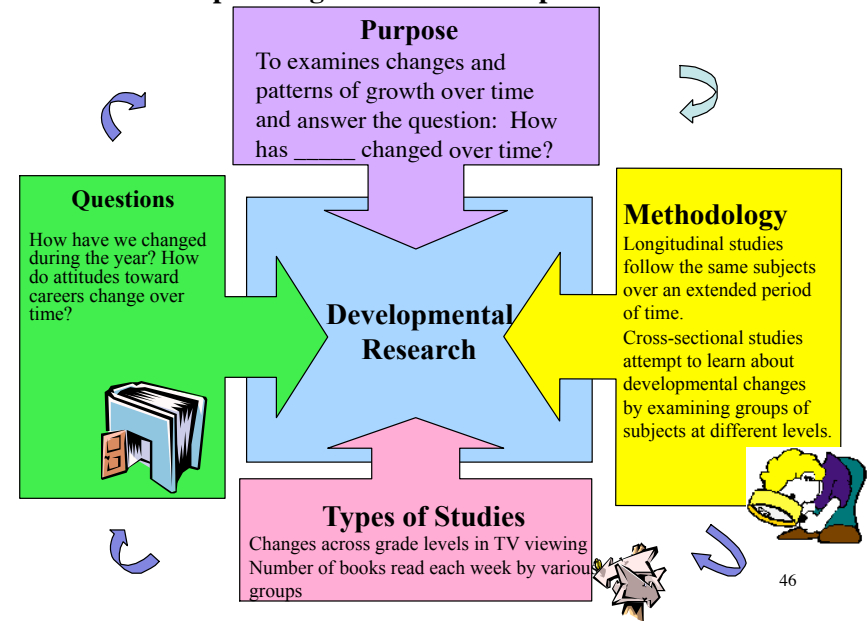 Purpose
To examines changes and
patterns of growth over time
and answer the question: How
has _____ changed over time?
Questions
How have we changed
during the year? How
do attitudes toward
careers change over
time?
Developmental
Research
Methodology
Longitudinal studies
follow the same subjects
over an extended period
of time.
Cross-sectional studies
attempt to learn about
developmental changes
by examining groups of
subjects at different levels.
Types of Studies
Changes across grade levels in TV viewing
Number of books read each week by various
groups
46